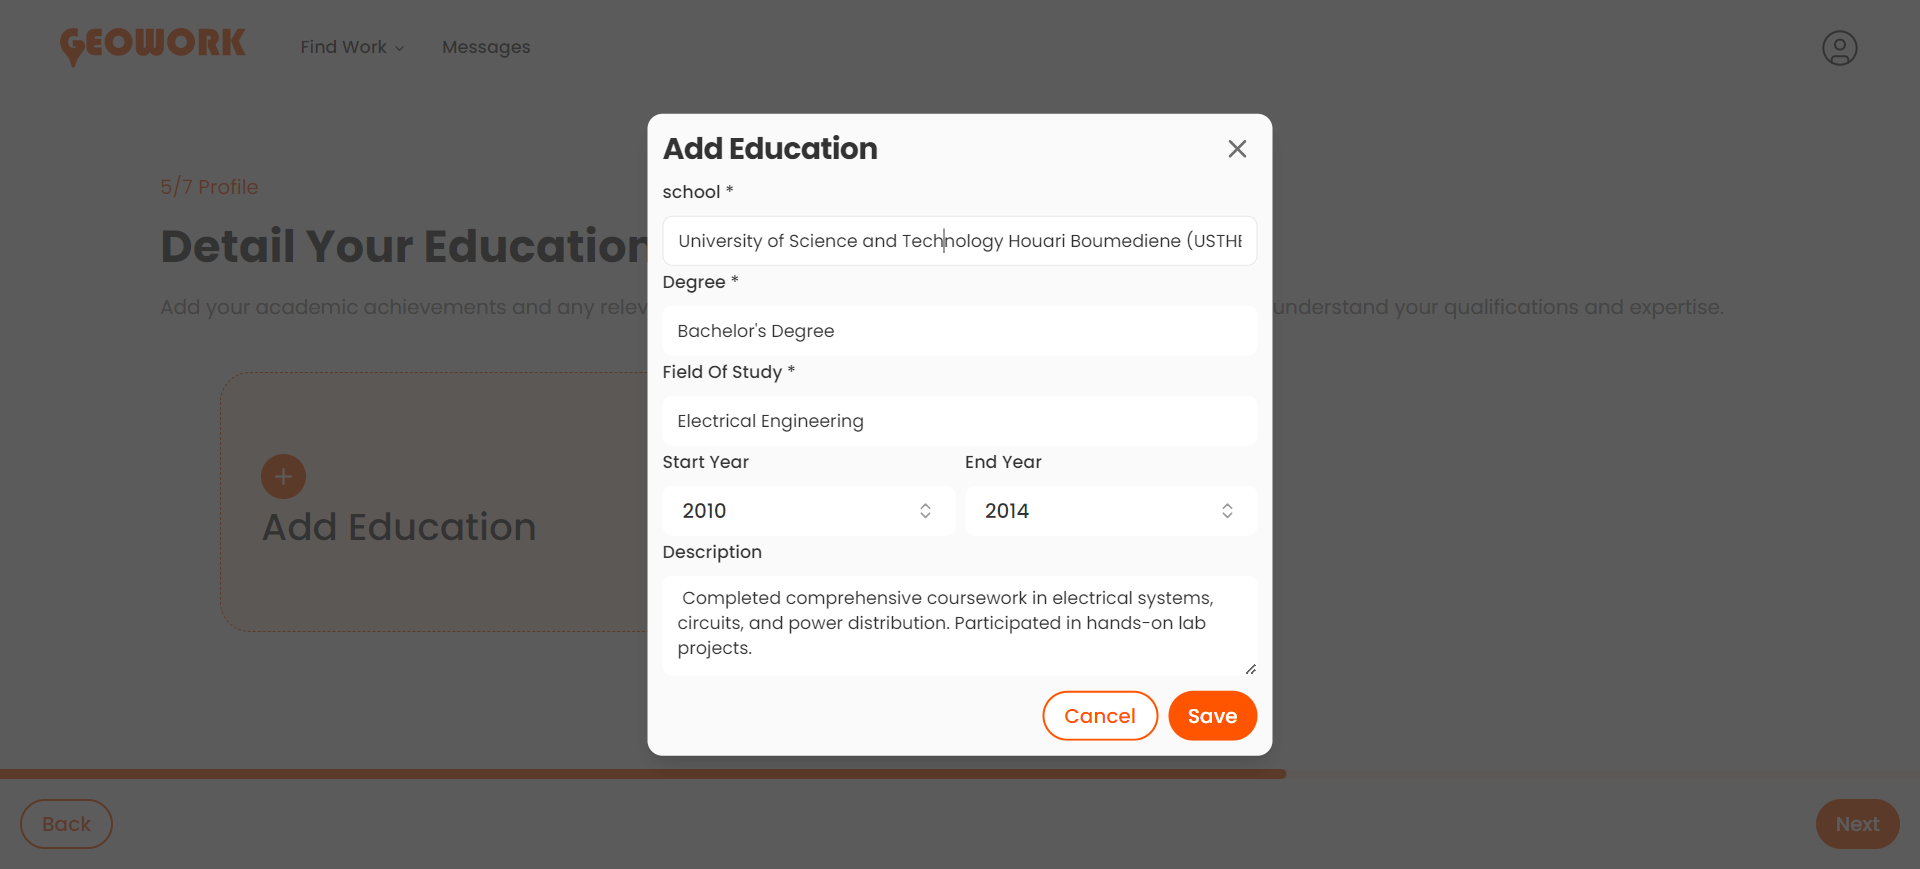 GEOWORK
Find Work
Messages
5/7 Profile
Detail Your Education
Add your academic achievements and any
understand your qualifications and expertise.
Add Education
Add Education
school *
University of Science and Technology Houari Boumediene (USTHB
Degree *
Bachelor's Degree
Field Of Study *
Electrical Engineering
Start Year
End Year
2010
2014
Description
Completed comprehensive coursework in electrical systems,
circuits, and power distribution. Participated in hands-on lab
projects.
Cancel
Save
Back
Next